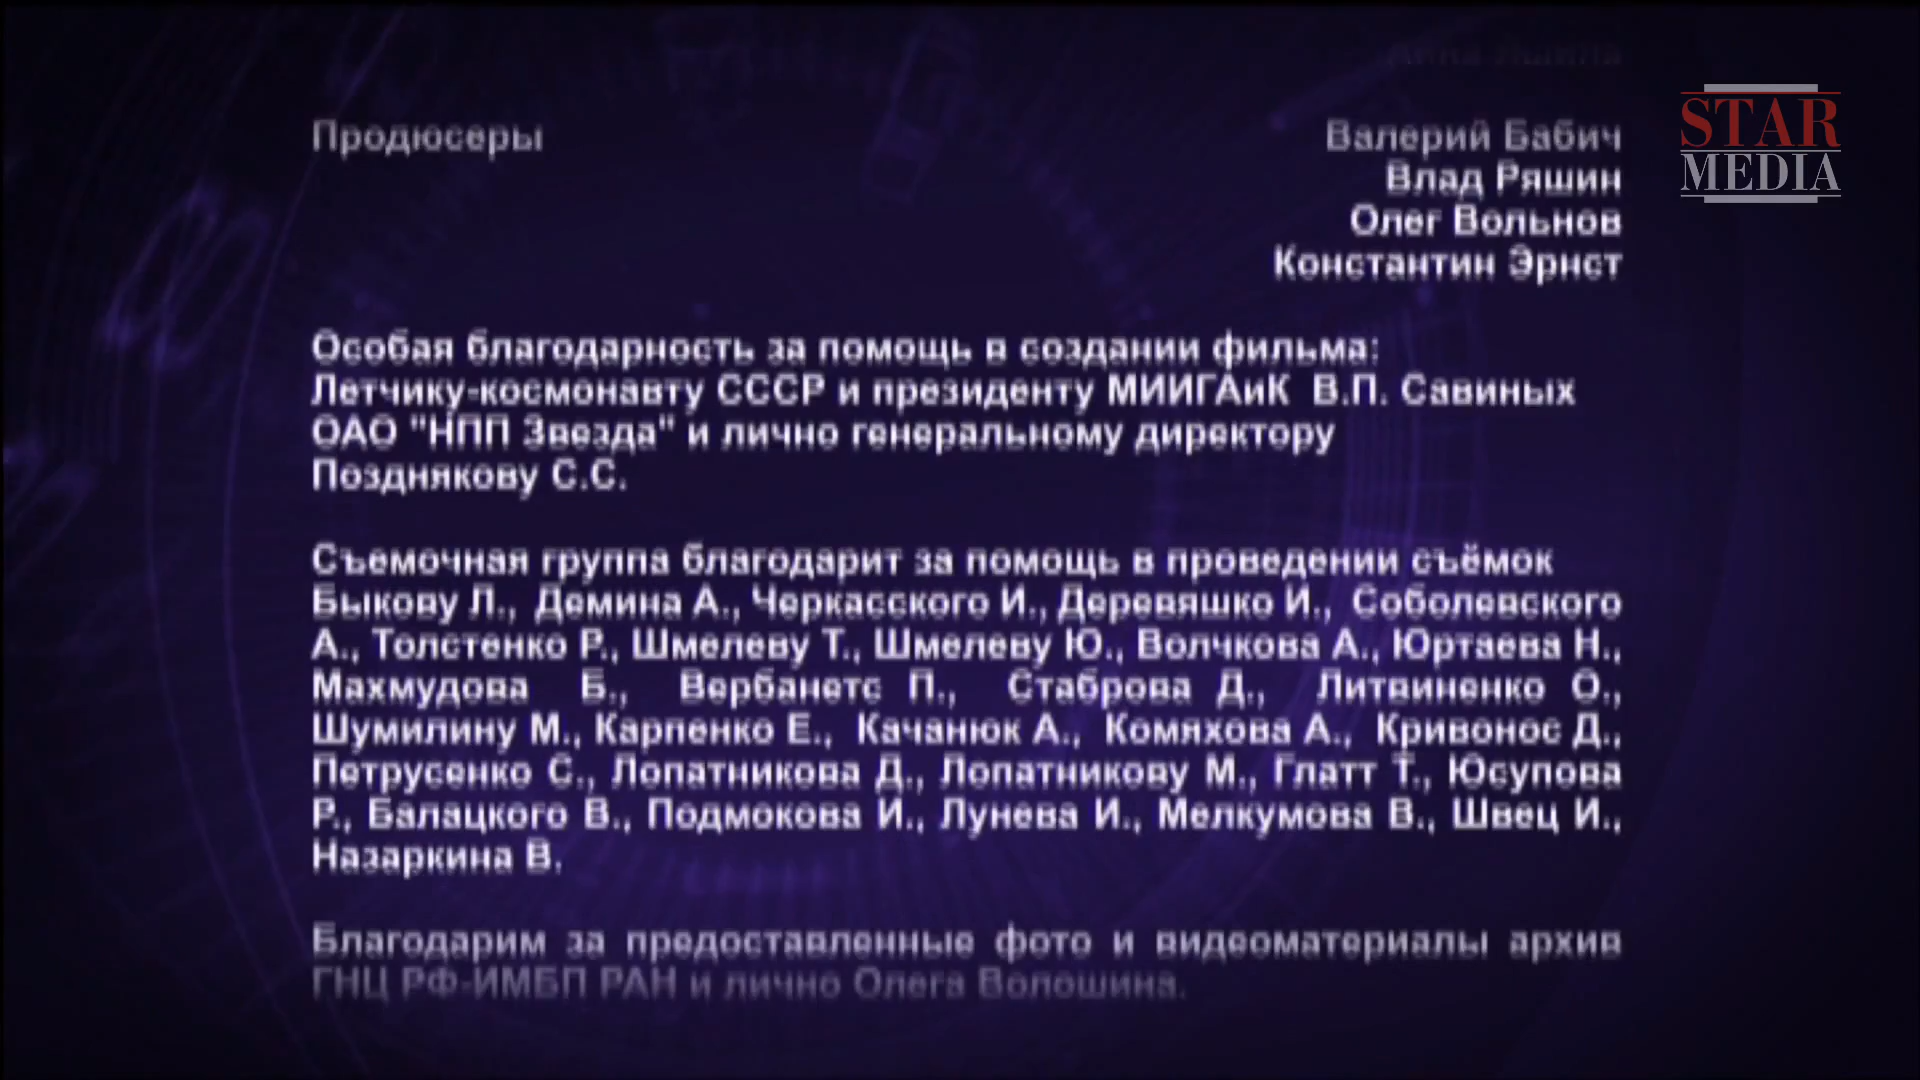 STAR
MEDIA
Продюсеры
Валерий Бабич
Влад Ряшин
Олег Вольнов
Константин Эрнст
Особая благодарность за помощь в создании фильма:
Летчику-космонавту СССР и президенту МИИГАиК В.П. Савиных
ОАО "НПП Звезда" и лично генеральному директору
Позднякову С.С.
Съемочная группа благодарит за помощь в проведении съёмок
Быкову Л., Демина А., Черкасского И., Деревяшко И., Соболевского
А., Толстенко Р., Шмелеву Т., Шмелеву Ю., Волчкова А., Юртаева Н.,
Махмудова Б., Вербанетс П., Стаброва Д., Литвиненко О.,
Шумилину М., Карпенко Е., Качанюк А., Комяхова А., Кривонос Д.,
Петрусенко С., Лопатникова Д., Лопатникову М., Глатт Т., Юсупова
Р., Балацкого В., Подмокова И., Лунева И., Мелкумова В., Швец И.,
Назаркина В.
Благодарим за предоставленные фото и видеоматериалы архив
ГНЦ РФ-ИМБП РАН и лично Олега Волошина.